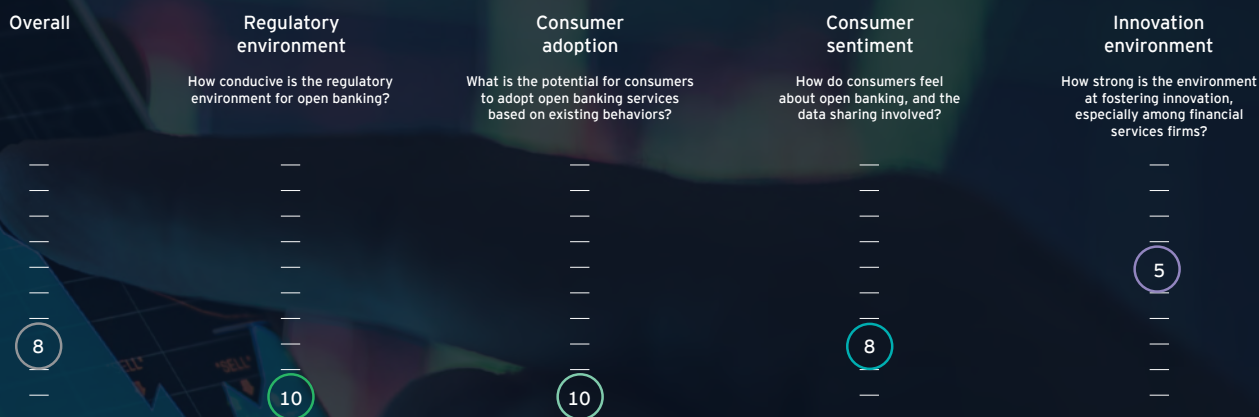 Overall
Regulatory
environment
How conducive is the regulatory
environment for open banking?
Consumer
adoption
What is the potential for consumers
to adopt open banking services
based on existing behaviors?
Consumer
sentiment
How do consumers feel
about open banking, and the
data sharing involved?
Innovation
environment
How strong is the environment
at fostering innovation,
especially among financial
services firms?
8
10
10
8
5
"SELL"